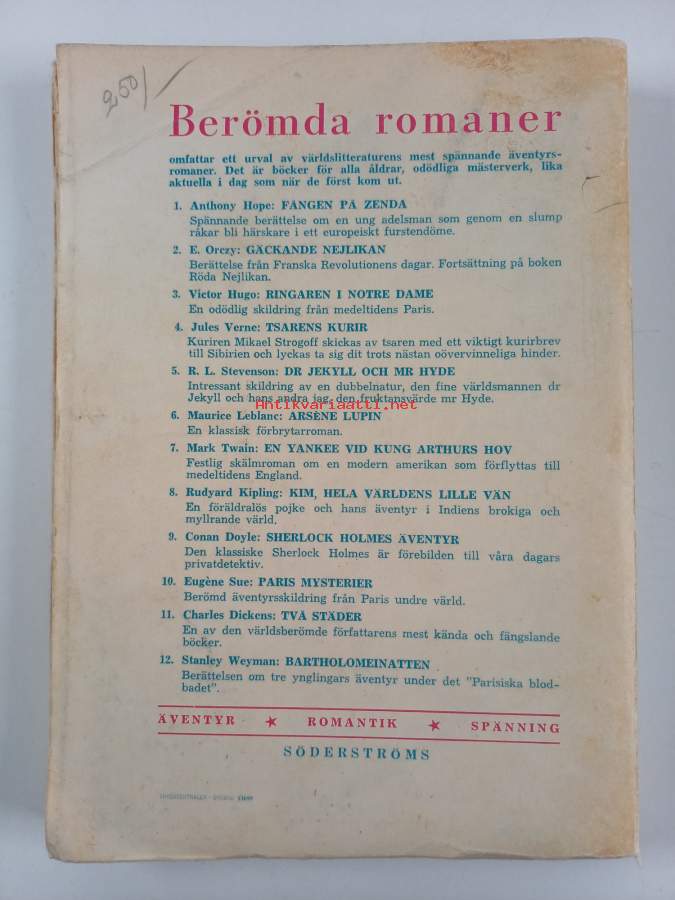 250/
Berömda romaner
omfattar ett urval av världslitteraturens mest spännande äventyrs-
romaner. Det är böcker för alla åldrar, odödliga mästerverk, lika
aktuella i dag som när de först kom ut.
1. Anthony Hope: FÅNGEN PÅ ZENDA
Spännande berättelse om en ung adelsman som genom en slump
råkar bli härskare i ett europeiskt furstendöme.
2. E. Orczy: GÄCKANDE NEJLIKAN
Berättelse från Franska Revolutionens dagar. Fortsättning på boken
Röda Nejlikan.
3. Victor Hugo: RINGAREN I NOTRE DAME
En odödlig skildring från medeltidens Paris.
4. Jules Verne: TSARENS KURIR
Kuriren Mikael Strogoff skickas av tsaren med ett viktigt kurirbrev
till Sibirien och lyckas ta sig dit trots nästan oövervinneliga hinder.
5. R. L. Stevenson: DR JEKYLL OCH MR HYDE
Intressant skildring av en dubbelnatur, den fine världsmannen dr
Jekyll och hans andra jag, den fruktansvärde mr Hyde.
Antikvariaatti.net
6. Maurice Leblanc: ARSÈNE LUPIN
En klassisk förbrytarroman.
7. Mark Twain: EN YANKEE VID KUNG ARTHURS HOV
Festlig skälmroman om en modern amerikan som förflyttas till
medeltidens England.
8. Rudyard Kipling: KIM, HELA VÄRLDENS LILLE VÄN
En föräldralös pojke och hans äventyr i Indiens brokiga och
myllrande värld.
9. Conan Doyle: SHERLOCK HOLMES ÄVENTYR
Den klassiske Sherlock Holmes är förebilden till våra dagars
privatdetektiv.
10. Eugène Sue: PARIS MYSTERIER
Berömd äventyrsskildring från Paris undre värld.
11. Charles Dickens: TVÅ STÄDER
En av den världsberömde författarens mest kända och fängslande
böcker.
12. Stanley Weyman: BARTHOLOMEINATTEN
Berättelsen om tre ynglingars äventyr under det "Parisiska blod-
badet".
ÄVENTYR ★ ROMANTIK ★ SPÄNNING
SÖDERSTRÖMS